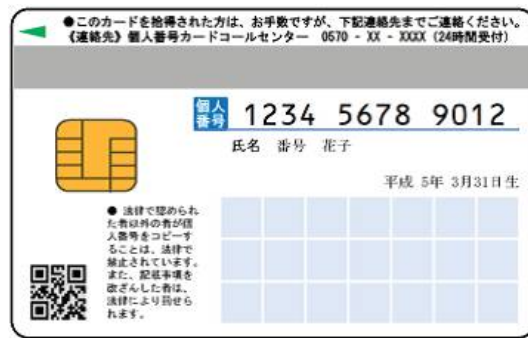 ●このカードを拾得された方は、お手数ですが、下記連絡先までご連絡ください。
《連絡先》個人番号カードコールセンター 0570 - XX - XXXX (24時間受付)
個人
番号
1234 5678 9012
氏名 番号 花子
平成 5年 3月31日生
● 法律で認められ
た者以外の者が個
人番号をコピーす
ることは、法律で
禁止されています。
また、記載事項を
改ざんした者は、
法律により罰せら
れます。